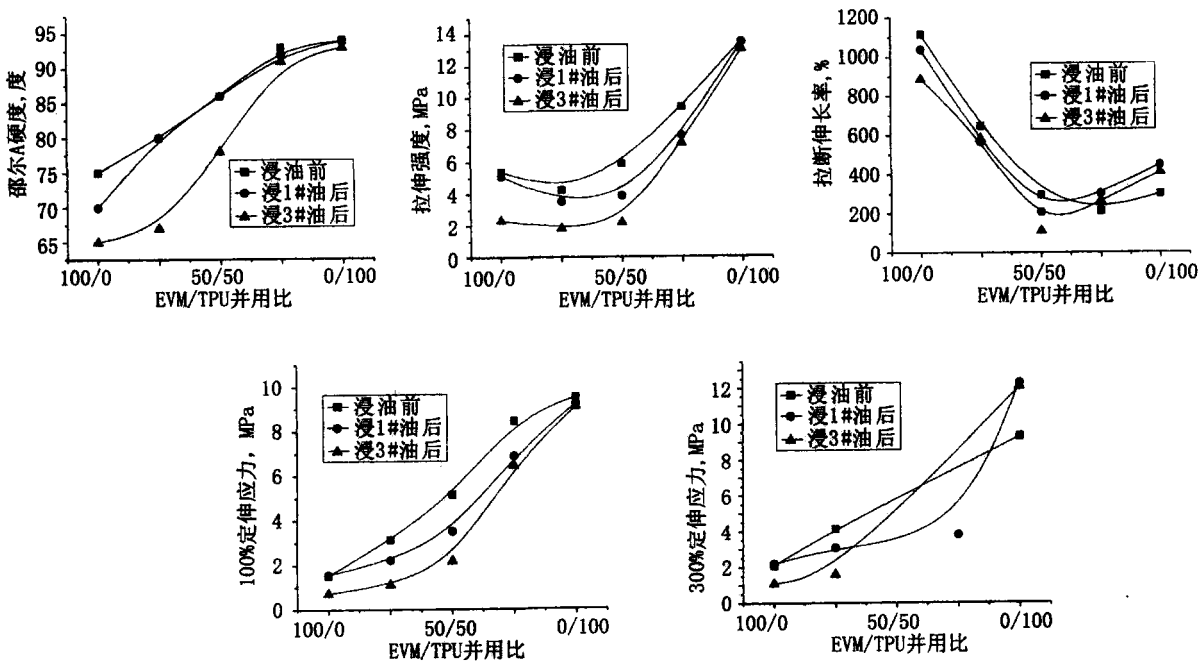 95
90
85
80
75
70
65
邵尔A硬度,度
浸油前
浸1#油后
浸3#油后
100/0 50/50 0/100
EVM/TPU并用比
14
12
10
8
6
4
2
0
拉伸强度,MPa
浸油前
浸1#油后
浸3#油后
100/0 50/50 0/100
EVM/TPU并用比
1200
1000
800
600
400
200
0
拉断伸长率,%
浸油前
浸1#油后
浸3#油后
100/0 50/50 0/100
EVM/TPU并用比
10
8
6
4
2
0
100%定伸应力, MPa
浸油前
浸1#油后
浸3#油后
100/0 50/50 0/100
EVM/TPU并用比
12
10
8
6
4
2
0
300%定伸应力,MPa
浸油前
浸1#油后
浸3#油后
100/0 50/50 0/100
EVM/TPU并用比